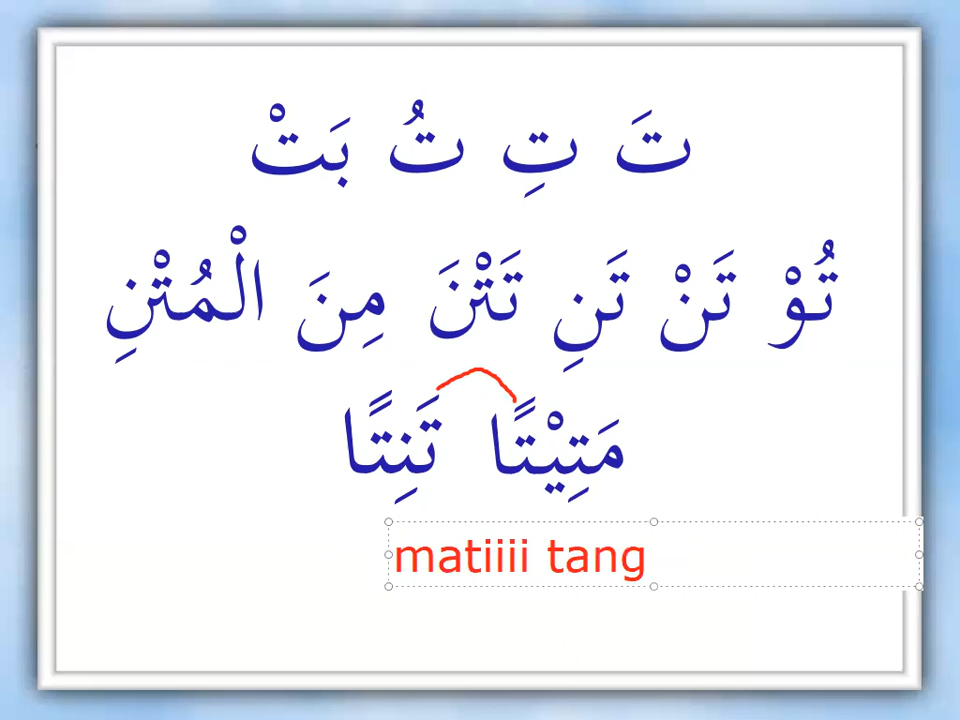 تَ تِ تُ بَتْ
تُوْ تَنْ تَنِ تَتْنَ مِنَ الْمُتْنِ
مَتِيْتًا تَنِتًا
matiiii tang